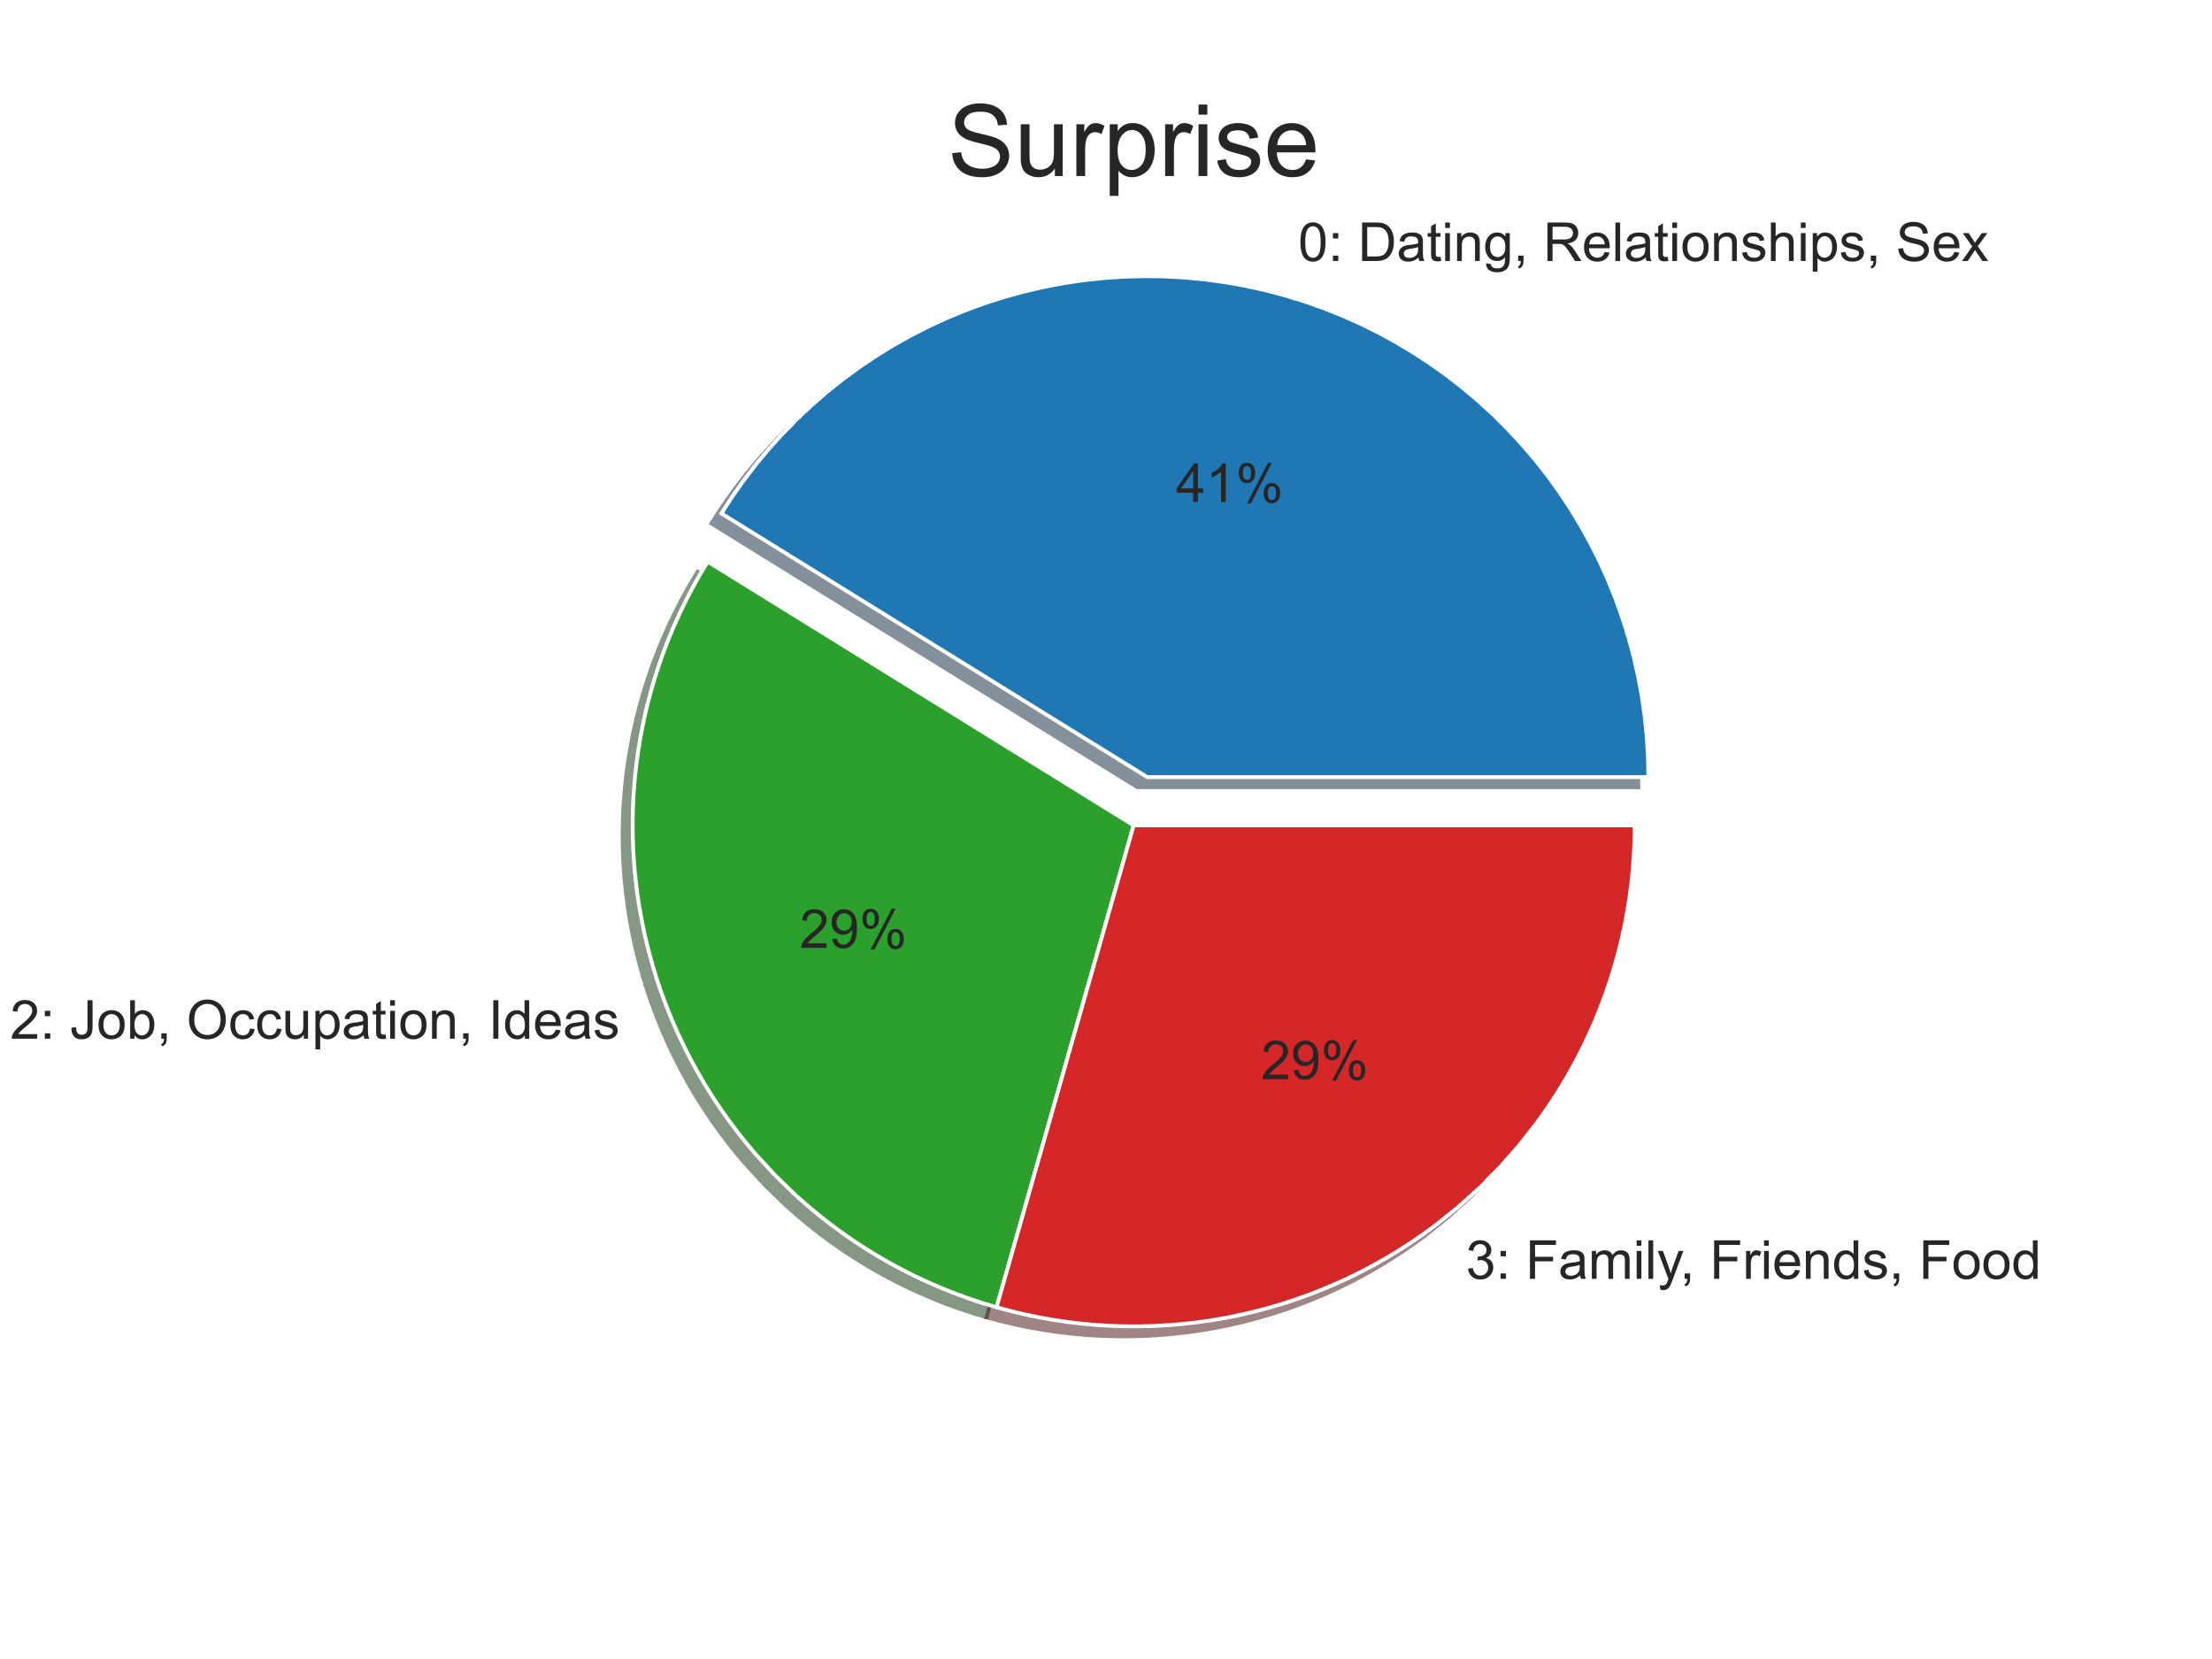 Surprise
0: Dating, Relationships, Sex
41%
29%
2: Job, Occupation, Ideas
29%
3: Family, Friends, Food